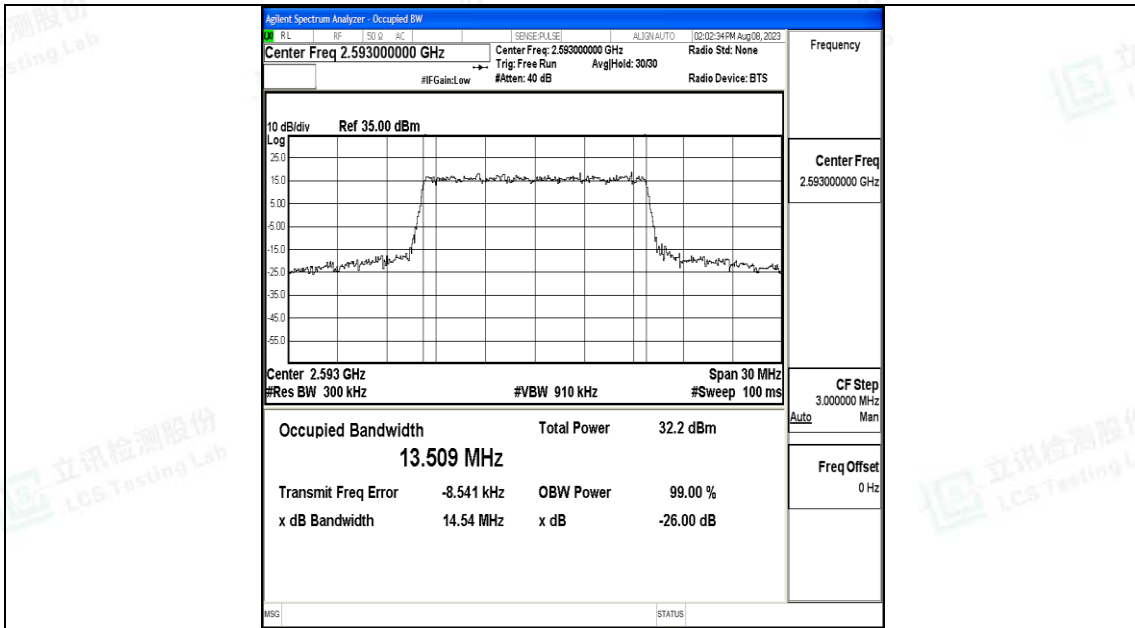 Agilent Spectrum Analyzer - Occupied BW
RL RF 50 Ω AC SENSE:PULSE ALIGN AUTO 02:02:34 PM Aug 08, 2023
Center Freq 2.593000000 GHz
Center Freq: 2.593000000 GHz
Radio Std: None
Trig: Free Run Avg|Hold: 30/30
#IFGain:Low #Atten: 40 dB Radio Device: BTS
Frequency
10 dB/div Ref 35.00 dBm
Log
25.0
15.0
5.00
-5.00
-15.0
-25.0
-35.0
-45.0
-55.0
Center 2.593 GHz Span 30 MHz
#Res BW 300 kHz #VBW 910 kHz #Sweep 100 ms
Center Freq
2.593000000 GHz
CF Step
3.000000 MHz
Auto Man
Freq Offset
0 Hz
Occupied Bandwidth Total Power 32.2 dBm
13.509 MHz
Transmit Freq Error -8.541 kHz OBW Power 99.00 %
x dB Bandwidth 14.54 MHz x dB -26.00 dB
MSG STATUS
立讯检测股份
LCS Testing Lab
立讯检测股份
LCS Testing L